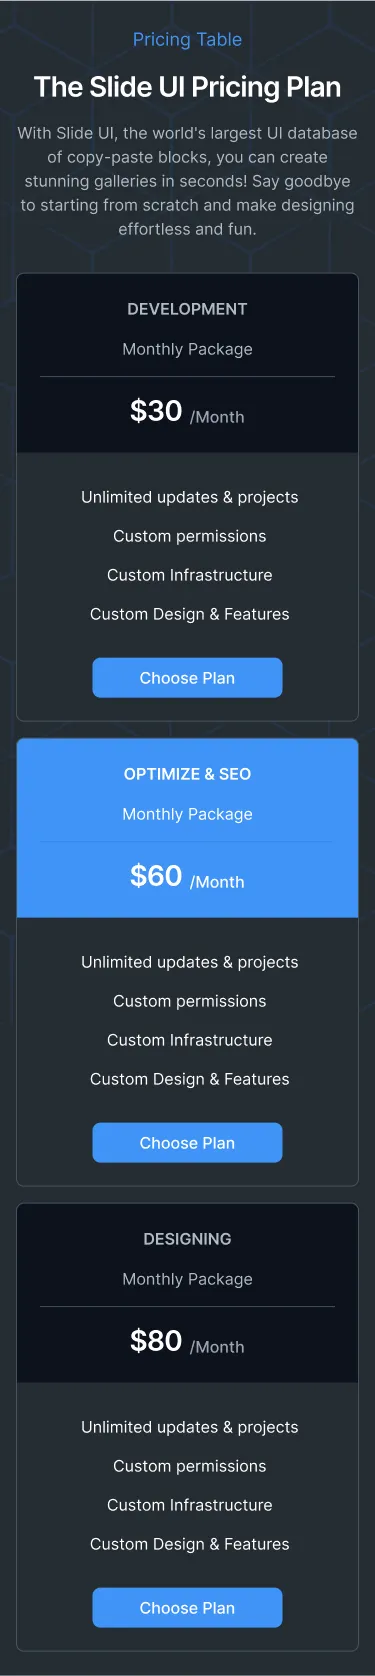 Pricing Table
The Slide UI Pricing Plan
With Slide UI, the world's largest UI database
of copy-paste blocks, you can create
stunning galleries in seconds! Say goodbye
to starting from scratch and make designing
effortless and fun.
DEVELOPMENT
Monthly Package
$30 /Month
Unlimited updates & projects
Custom permissions
Custom Infrastructure
Custom Design & Features
Choose Plan
OPTIMIZE & SEO
Monthly Package
$60 /Month
Unlimited updates & projects
Custom permissions
Custom Infrastructure
Custom Design & Features
Choose Plan
DESIGNING
Monthly Package
$80 /Month
Unlimited updates & projects
Custom permissions
Custom Infrastructure
Custom Design & Features
Choose Plan